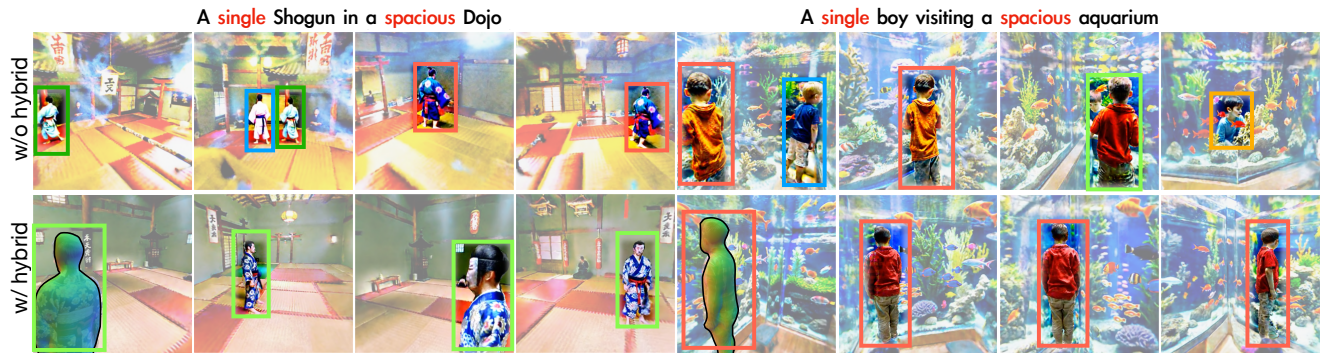 A single Shogun in a spacious Dojo
A single boy visiting a spacious aquarium
w/o hybrid
w/ hybrid